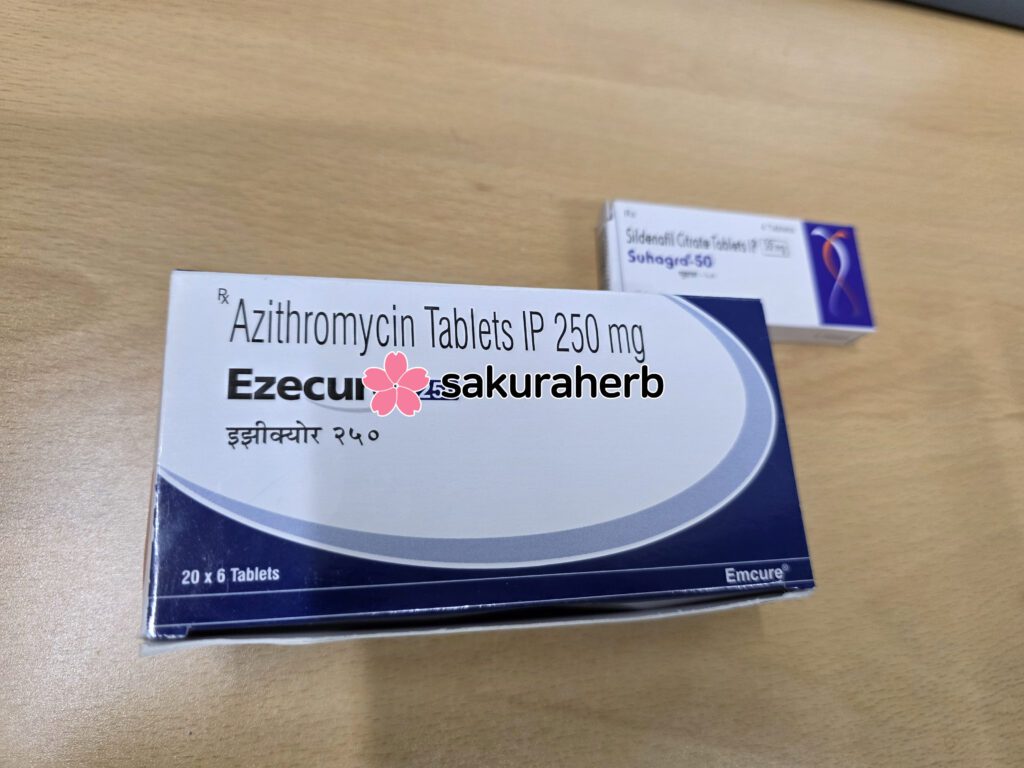 Rx
Azithromycin Tablets IP 250 mg
sakuraherb
इझीक्योर २५०
20 x 6 Tablets
Emcure®
Rx
Sildenafil Citrate Tablets IP
Suhagra-50